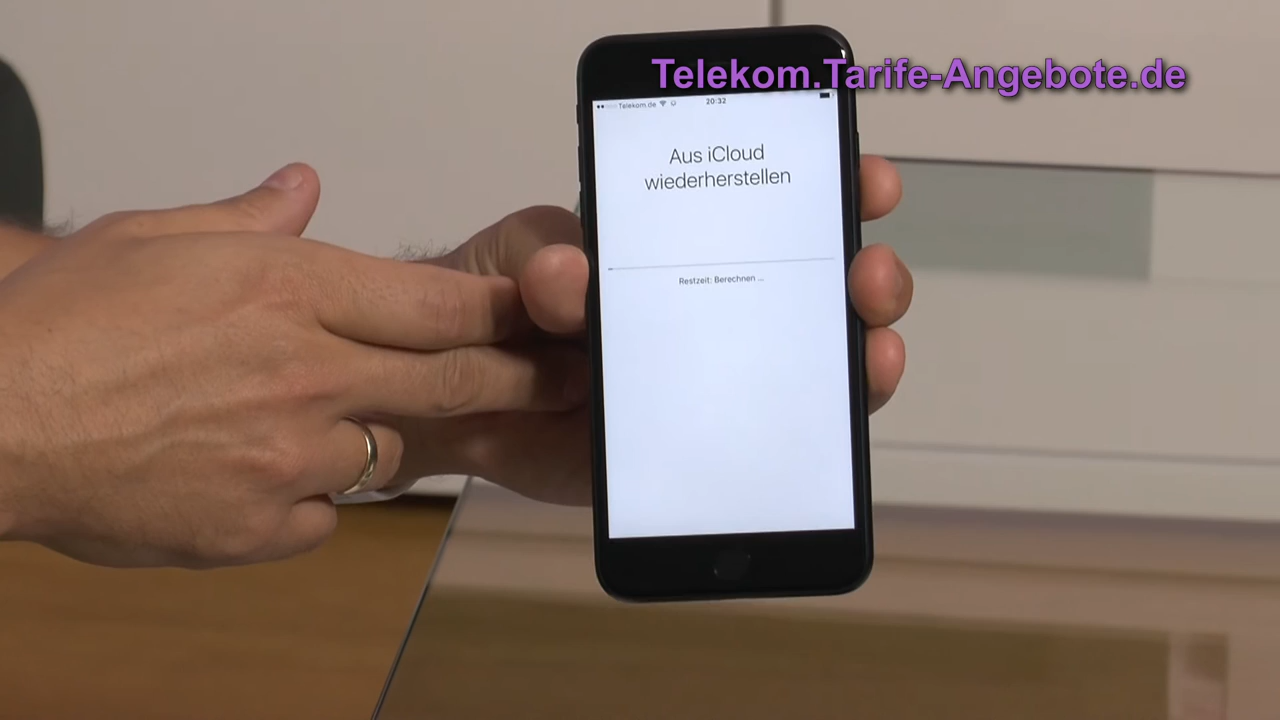 Telekom.Tarife-Angebote.de
Telekom.de
20:32
Aus iCloud
wiederherstellen
Restzeit: Berechnen ...